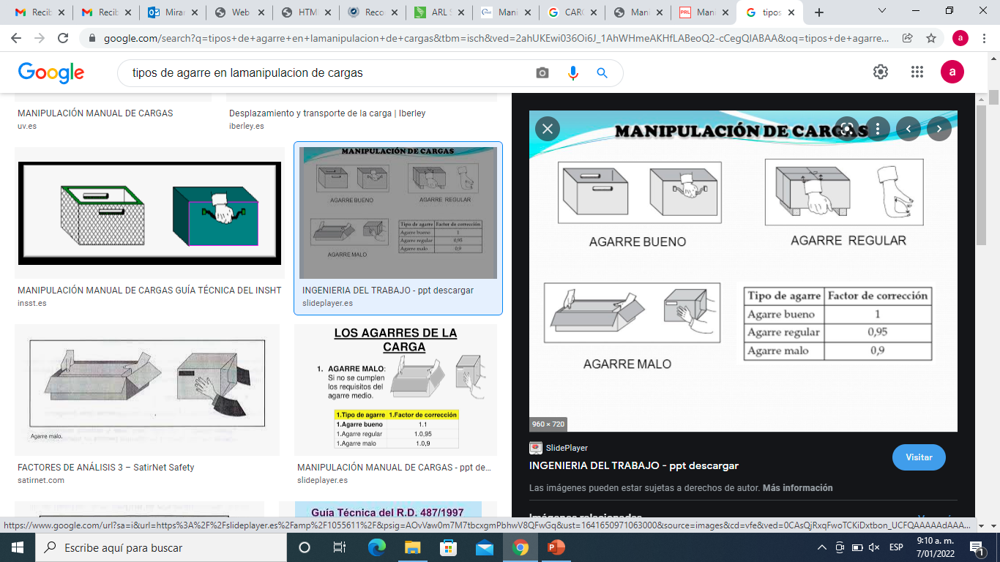 Recib
Recib
Miran
Web
HTM
Reco
ARL S
Mani
CARC
Mani
PRL
Mani
tipos
google.com/search?q=tipos+de+agarre+en+lamanipulacion+de+cargas&tbm=isch&ved=2ahUKEwi036Oi6J_1AhWHmeAKHfLABeoQ2-cCegQIABAA&oq=tipos+de+agarre...
a
Google
tipos de agarre en lamanipulacion de cargas
a
MANIPULACIÓN MANUAL DE CARGAS
uv.es
Desplazamiento y transporte de la carga | Iberley
iberley.es
MANIPULACIÓN MANUAL DE CARGAS GUÍA TÉCNICA DEL INSHT
insst.es
MANIPULACIÓN DE CARGAS
AGARRE BUENO
AGARRE REGULAR
AGARRE MALO
Tipo de agarre Factor de corrección
Agarre bueno 1
Agarre regular 0,95
Agarre malo 0,9
INGENIERIA DEL TRABAJO - ppt descargar
slideplayer.es
Agarre malo.
FACTORES DE ANÁLISIS 3 – SatirNet Safety
satirnet.com
LOS AGARRES DE LA
CARGA
1. AGARRE MALO:
Si no se cumplen
los requisitos del
agarre medio.
1.Tipo de agarre 1.Factor de corrección
1.Agarre bueno 1.1
1.Agarre regular 1.0,95
1.Agarre malo 1.0,9
MANIPULACIÓN MANUAL DE CARGAS - ppt de...
slideplayer.es
Guía Técnica del R.D. 487/1997
MANIPULACIÓN DE CARGAS
AGARRE BUENO
AGARRE REGULAR
AGARRE MALO
Tipo de agarre Factor de corrección
Agarre bueno 1
Agarre regular 0,95
Agarre malo 0,9
960 × 720
SlidePlayer
INGENIERIA DEL TRABAJO - ppt descargar
Visitar
Las imágenes pueden estar sujetas a derechos de autor. Más información
Imágenes relacionadas
https://www.google.com/url?sa=i&url=https%3A%2F%2Fslideplayer.es%2Famp%2F1055611%2F&psig=AOvVaw0m7M7tbcxgmPbhwV8QFwGq&ust=1641650971063000&source=images&cd=vfe&ved=0CAsQjRxqFwoTCKiDxtbon_UCFQAAAAAdAAA...
Escribe aquí para buscar
ESP
9:10 a. m.
7/01/2022
1